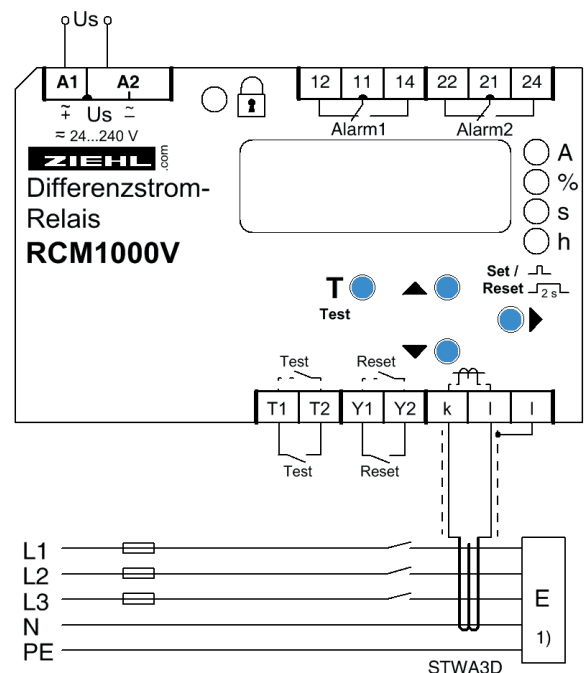 Us
A1 A2
12 11 14 22 21 24
~ + Us ~ −
≂ 24...240 V
Alarm1 Alarm2
ZIEHL .com
A
%
s
h
Differenzstrom-
Relais
RCM1000V
Set /
Reset 2 s
T
Test
Test Reset
T1 T2 Y1 Y2 k l l
Test Reset
L1
L2
L3
N
PE
E
1)
STWA3D